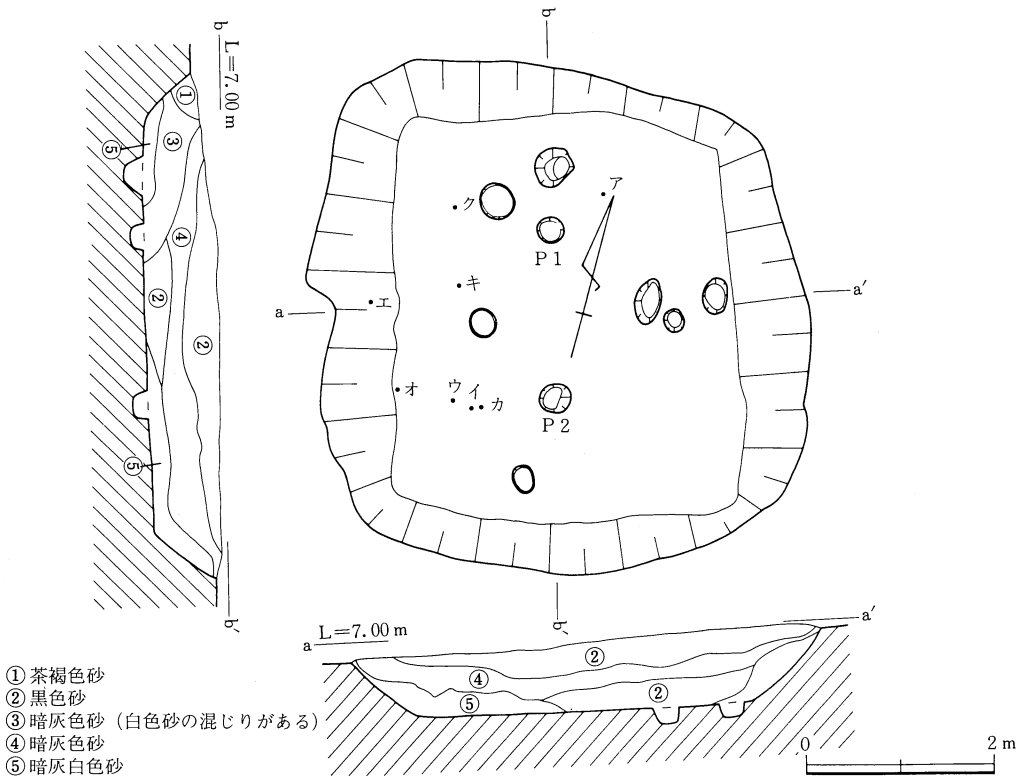 b
L=7.00m
①
③
⑤
④
②
②
⑤
b′
b
ア
ク
P1
キ
エ
a
a′
オ
ウ
イ
カ
P2
b′
a
L=7.00m
a′
②
④
②
⑤
①茶褐色砂
②黒色砂
③暗灰色砂(白色砂の混じりがある)
④暗灰色砂
⑤暗灰白色砂
0
2m